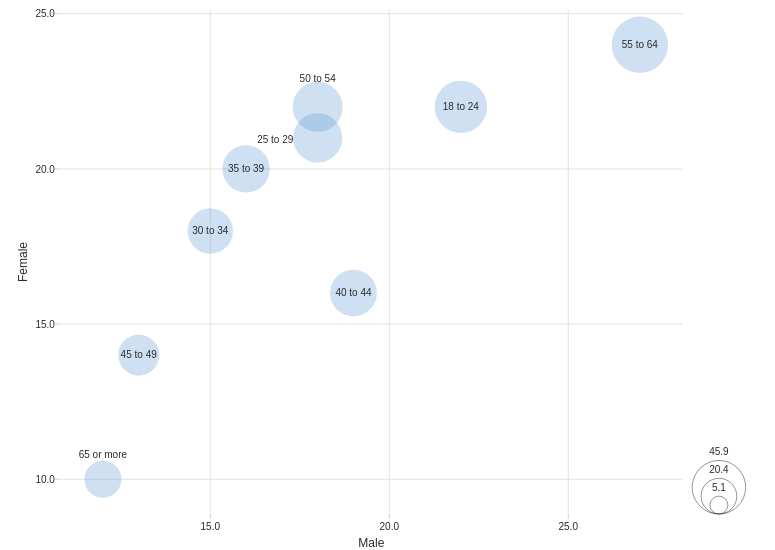 25.0
55 to 64
50 to 54
18 to 24
25 to 29
20.0
35 to 39
30 to 34
Female
40 to 44
15.0
45 to 49
65 or more
10.0
45.9
20.4
5.1
15.0
20.0
25.0
Male